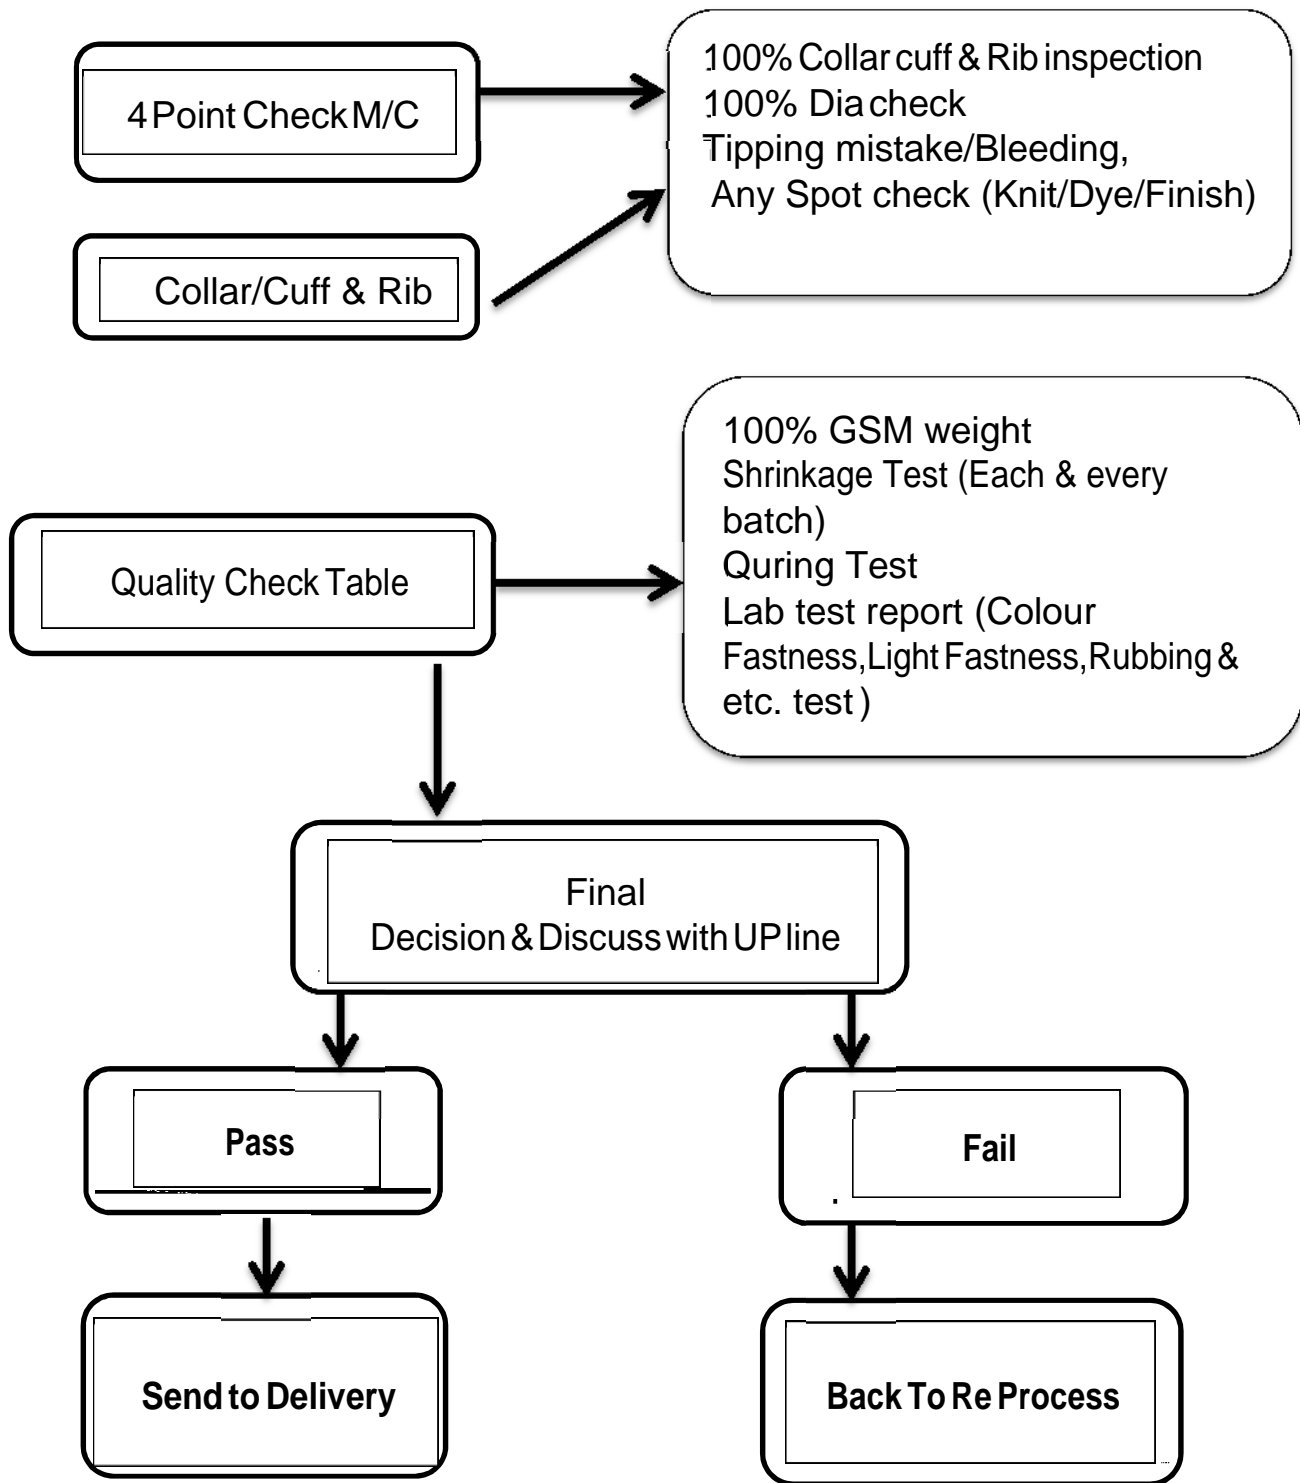 4 Point Check M/C
100% Collar cuff & Rib inspection
100% Dia check
Tipping mistake/Bleeding,
Any Spot check (Knit/Dye/Finish)
Collar/Cuff & Rib
Quality Check Table
100% GSM weight
Shrinkage Test (Each & every
batch)
Quring Test
Lab test report (Colour
Fastness,Light Fastness,Rubbing &
etc. test)
Final
Decision & Discuss with UP line
Pass
Fail
Send to Delivery
Back To Re Process